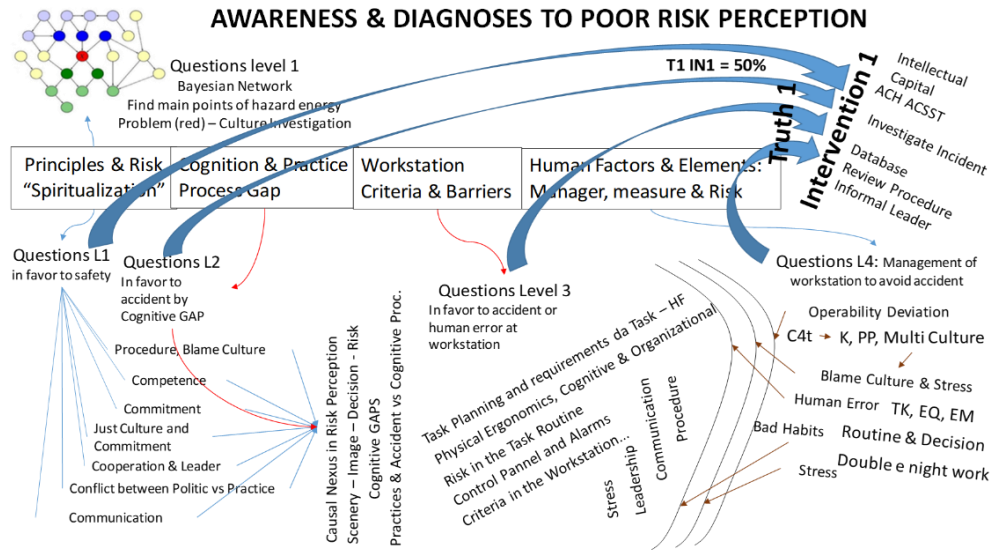 AWARENESS & DIAGNOSES TO POOR RISK PERCEPTION
Questions level 1
Bayesian Network
Find main points of hazard energy
Problem (red) – Culture Investigation
T1 IN1 = 50%
Truth 1
Intervention 1
Intellectual
Capital
ACH ACSST
Investigate Incident
Database
Review Procedure
Informal Leader
Principles & Risk
“Spiritualization”
Cognition & Practice
Process Gap
Workstation
Criteria & Barriers
Human Factors & Elements:
Manager, measure & Risk
Questions L1
in favor to safety
Questions L2
In favor to
accident by
Cognitive GAP
Procedure, Blame Culture
Competence
Commitment
Just Culture and
Commitment
Cooperation & Leader
Conflict between Politic vs Practice
Communication
Causal Nexus in Risk Perception
Scenery – Image – Decision - Risk
Cognitive GAPS
Practices & Accident vs Cognitive Proc.
Questions Level 3
In favor to accident or
human error at
workstation
Task Planning and requirements da Task – HF
Physical Ergonomics, Cognitive & Organizational
Risk in the Task Routine
Control Pannel and Alarms
Criteria in the Workstation...
Stress
Leadership
Communication
Procedure
Questions L4: Management of
workstation to avoid accident
Operability Deviation
C4t
K, PP, Multi Culture
Blame Culture & Stress
Human Error
TK, EQ, EM
Bad Habits
Routine & Decision
Double e night work
Stress